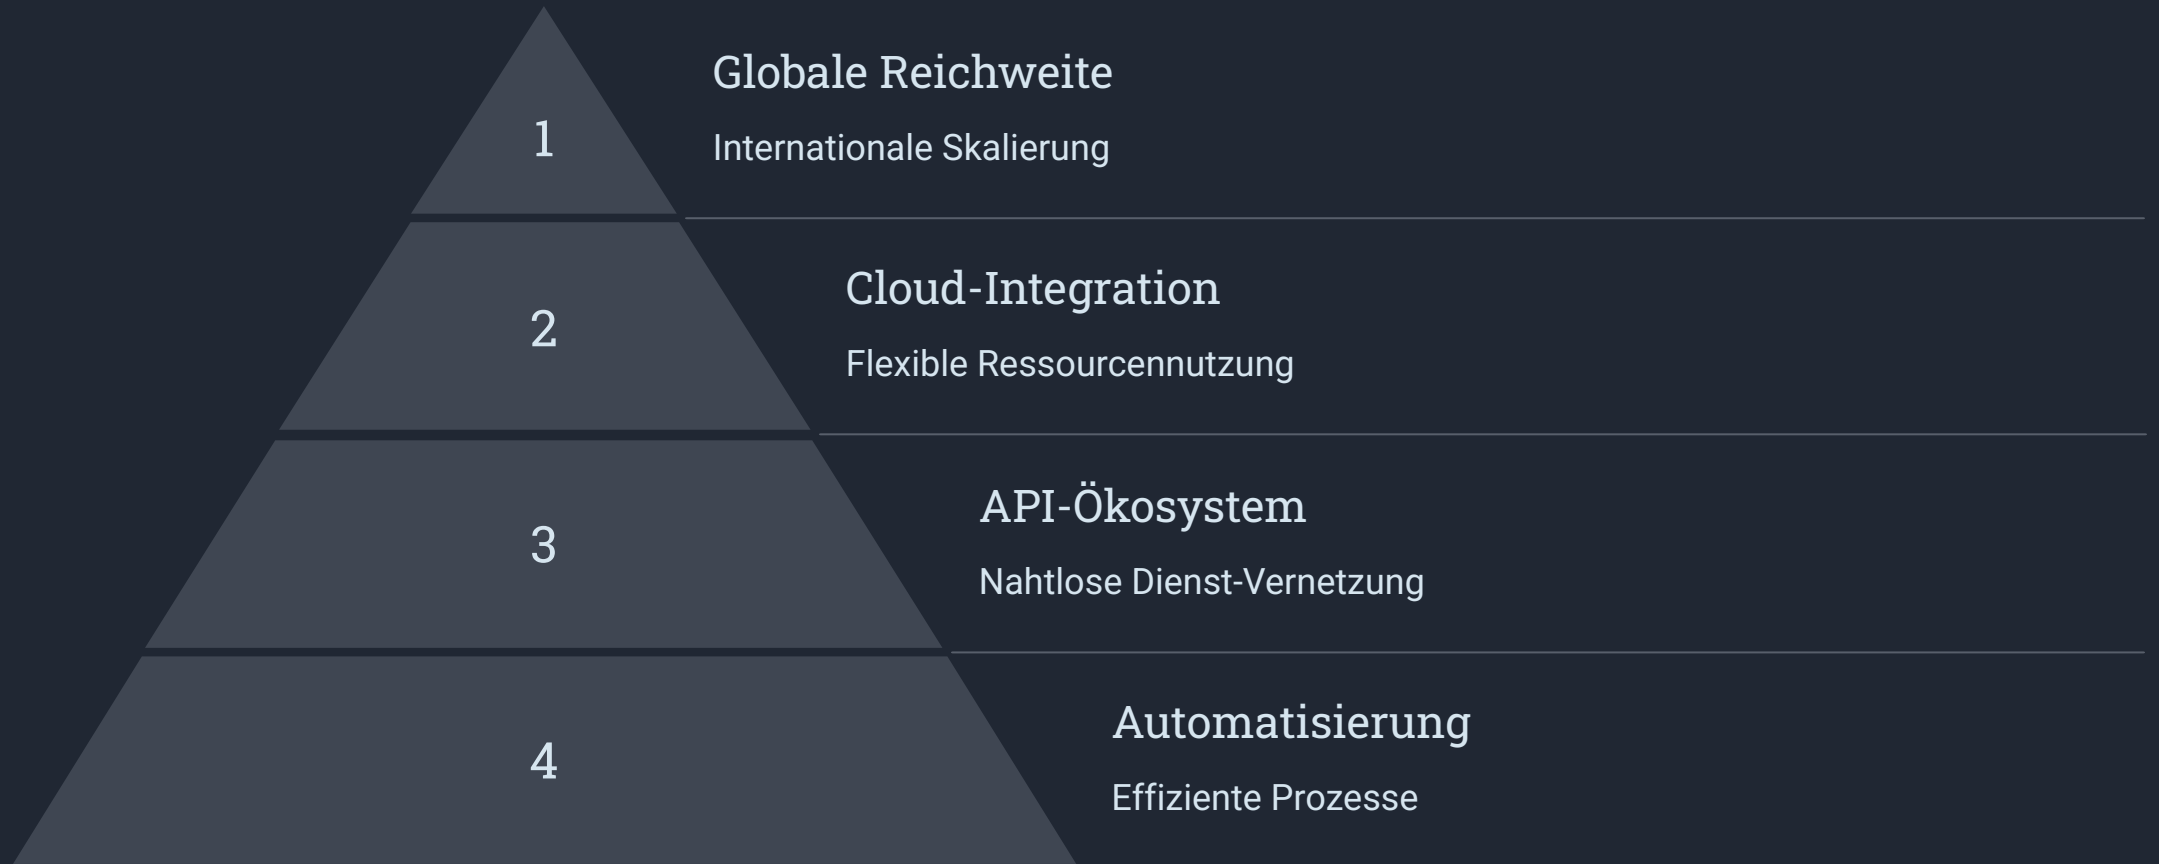 1
Globale Reichweite
Internationale Skalierung
2
Cloud-Integration
Flexible Ressourcennutzung
3
API-Ökosystem
Nahtlose Dienst-Vernetzung
4
Automatisierung
Effiziente Prozesse